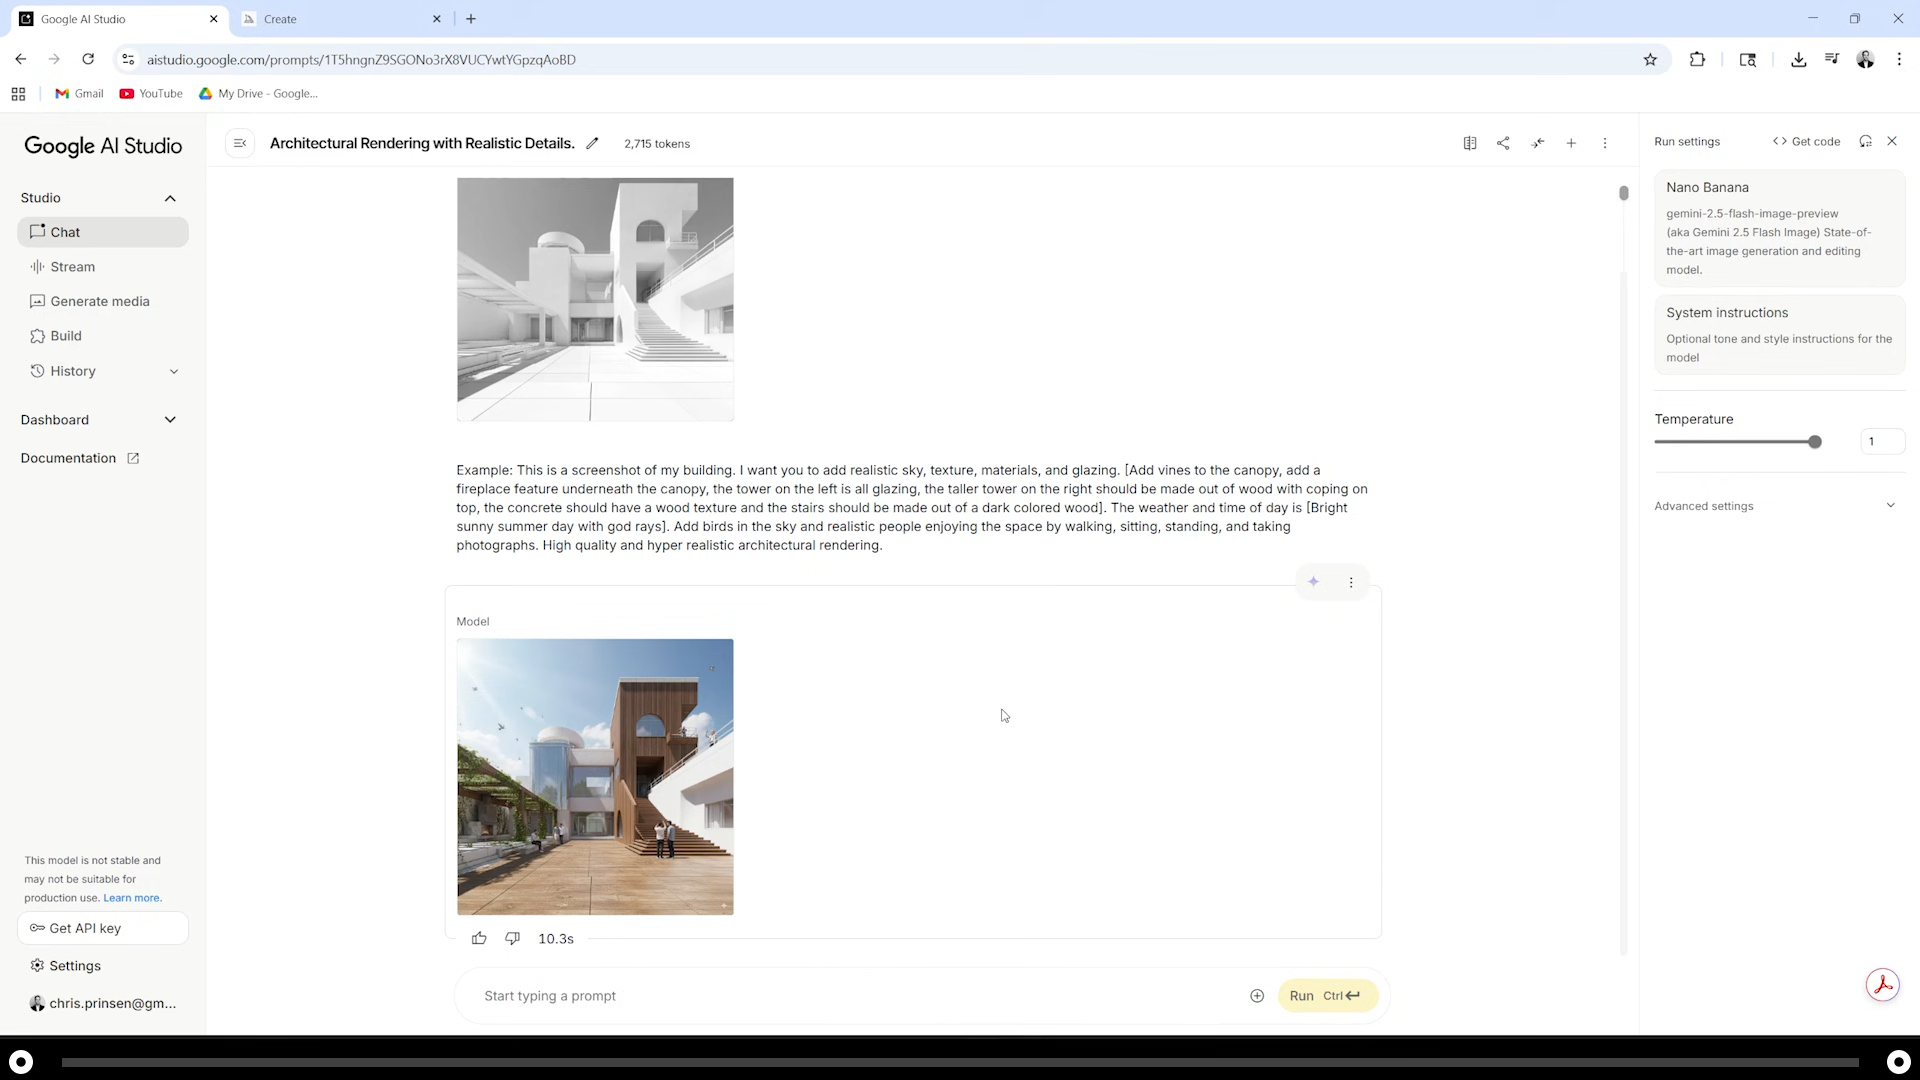 Google AI Studio
Create
aistudio.google.com/prompts/1T5hngnZ9SGONo3rX8VUCYwtYGpzqAoBD
Gmail
YouTube
My Drive - Google...
Google AI Studio
Studio
Chat
Stream
Generate media
Build
History
Dashboard
Documentation
This model is not stable and
may not be suitable for
production use. Learn more.
Get API key
Settings
chris.prinsen@gm...
Architectural Rendering with Realistic Details.
2,715 tokens
Example: This is a screenshot of my building. I want you to add realistic sky, texture, materials, and glazing. [Add vines to the canopy, add a
fireplace feature underneath the canopy, the tower on the left is all glazing, the taller tower on the right should be made out of wood with coping on
top, the concrete should have a wood texture and the stairs should be made out of a dark colored wood]. The weather and time of day is [Bright
sunny summer day with god rays]. Add birds in the sky and realistic people enjoying the space by walking, sitting, standing, and taking
photographs. High quality and hyper realistic architectural rendering.
Model
10.3s
Start typing a prompt
Run Ctrl
Run settings
Get code
Nano Banana
gemini-2.5-flash-image-preview
(aka Gemini 2.5 Flash Image) State-of-
the-art image generation and editing
model.
System instructions
Optional tone and style instructions for the
model
Temperature
1
Advanced settings